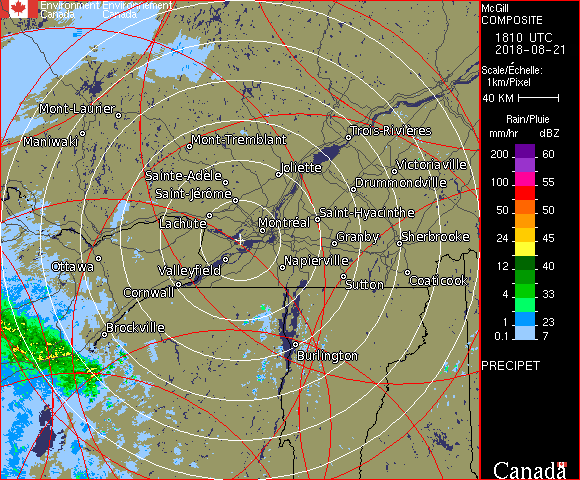 Environment Environnement
Canada Canada
McGill
COMPOSITE
1810 UTC
2018-08-21
Scale/Échelle:
1km/Pixel
40 KM
Rain/Pluie
mm/hr dBZ
200 60
55
100 55
50 50
24 45
12 40
4 33
1 23
0.1 7
PRECIPET
Canada
Mont-Laurier
Maniwaki
Mont-Tremblant
Trois-Rivières
Joliette
Victoriaville
Sainte-Adèle
Drummondville
Saint-Jérôme
Saint-Hyacinthe
Lachute
Montréal
Granby
Sherbrooke
Ottawa
Valleyfield
Napierville
Sutton
Coaticook
Cornwall
Brockville
Burlington